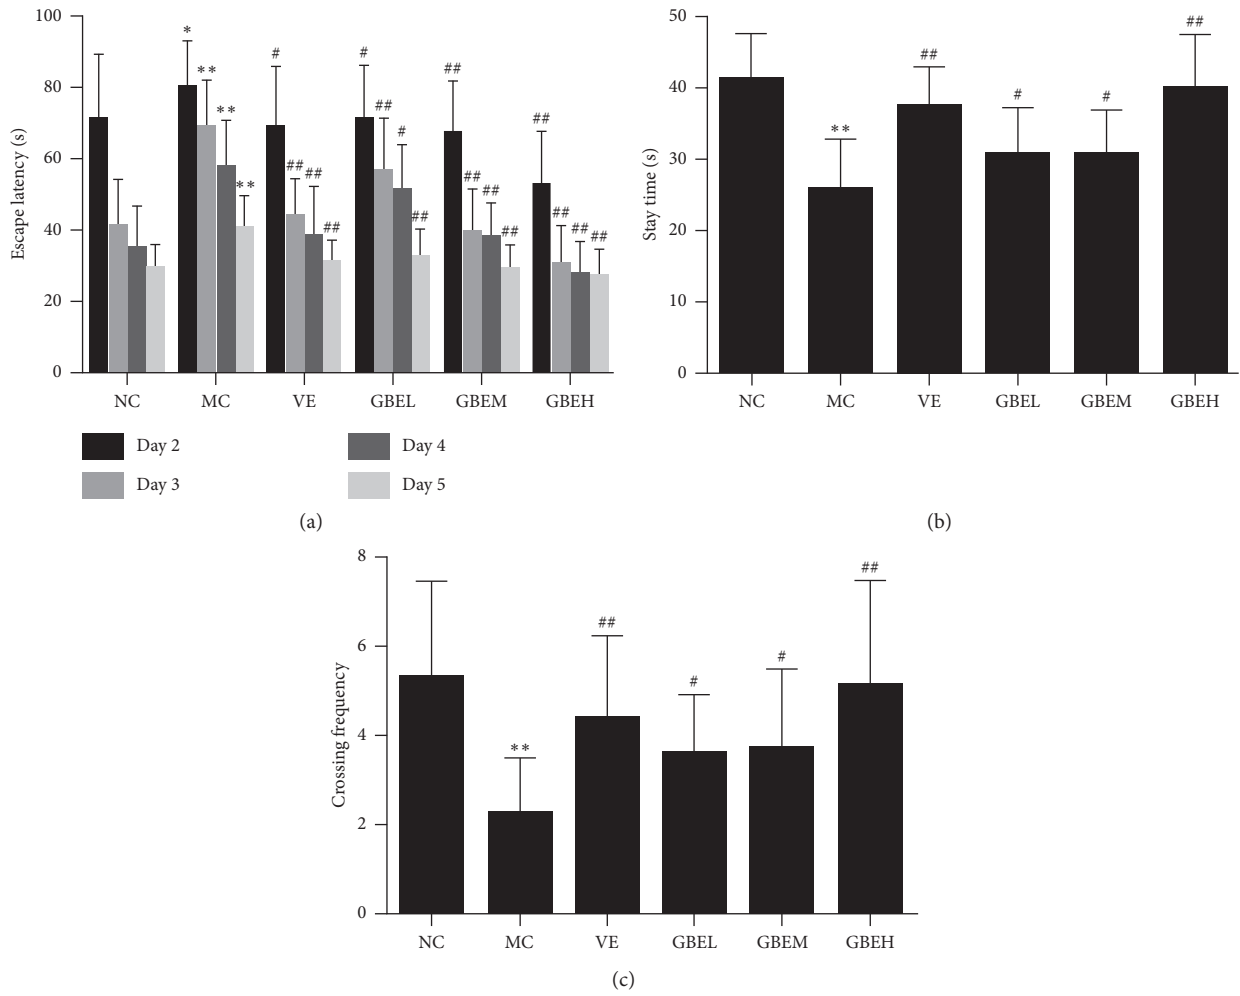 100
80
60
40
20
0
Escape latency (s)
*
**
**
**
#
##
##
##
#
##
#
##
##
##
##
##
##
##
##
##
NC
MC
VE
GBEL
GBEM
GBEH
Day 2
Day 3
Day 4
Day 5
(a)
50
40
30
20
10
0
Stay time (s)
**
##
#
#
##
NC
MC
VE
GBEL
GBEM
GBEH
(b)
8
6
4
2
0
Crossing frequency
**
##
#
#
##
NC
MC
VE
GBEL
GBEM
GBEH
(c)